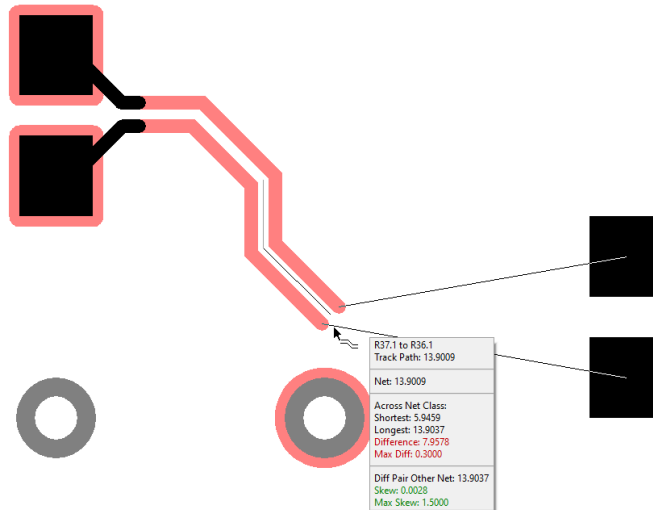 R37.1 to R36.1
Track Path: 13.9009
Net: 13.9009
Across Net Class:
Shortest: 5.9459
Longest: 13.9037
Difference: 7.9578
Max Diff: 0.3000
Diff Pair Other Net: 13.9037
Skew: 0.0028
Max Skew: 1.5000